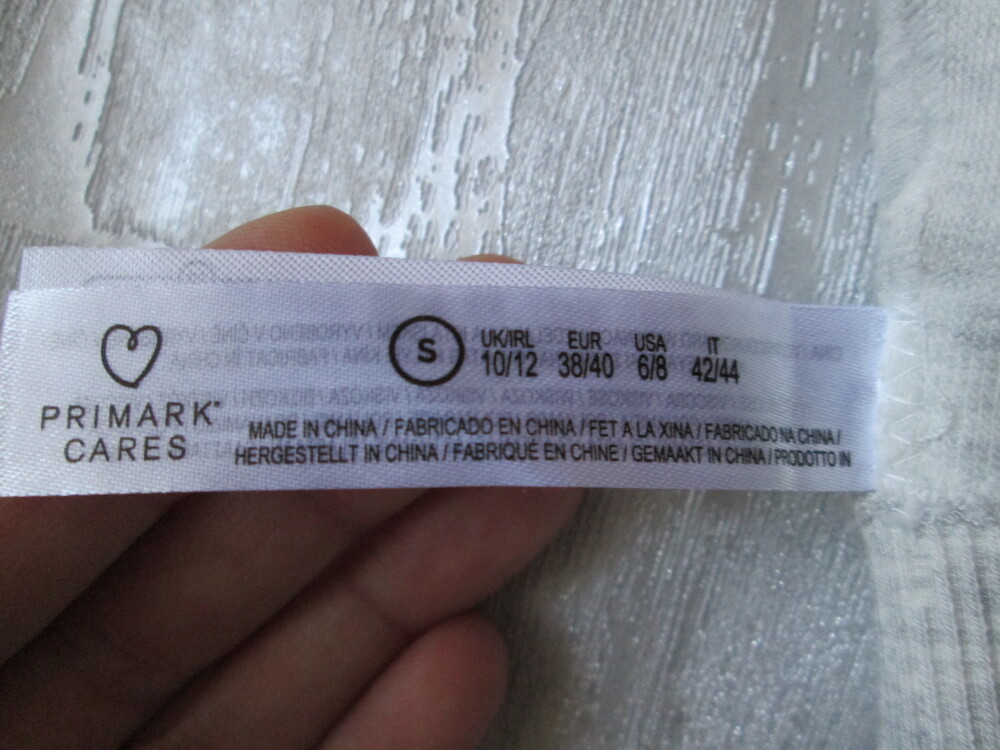 S
UK/IRL EUR USA IT
10/12 38/40 6/8 42/44
PRIMARK®
CARES
MADE IN CHINA / FABRICADO EN CHINA / FET A LA XINA / FABRICADO NA CHINA /
HERGESTELLT IN CHINA / FABRIQUÉ EN CHINE / GEMAAKT IN CHINA / PRODOTTO IN